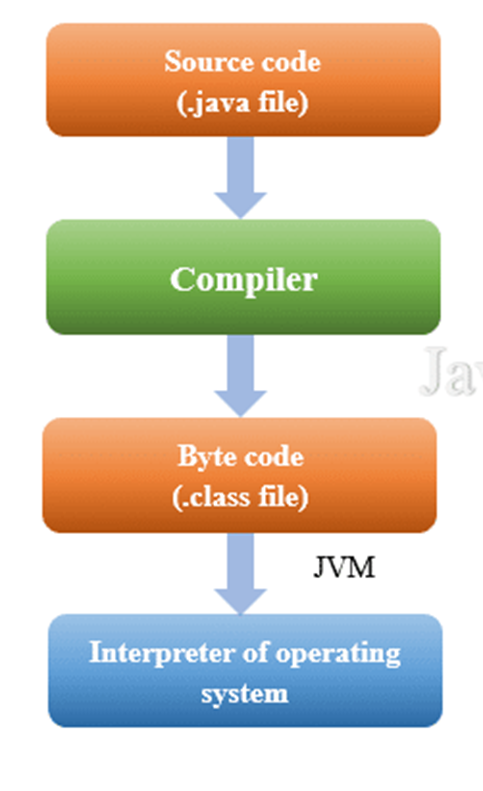 Source code
(.java file)
Compiler
Byte code
(.class file)
JVM
Interpreter of operating
system